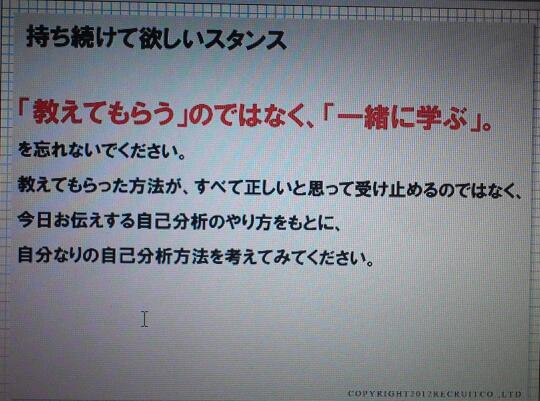 持ち続けて欲しいスタンス
「教えてもらう」のではなく、「一緒に学ぶ」。
を忘れないでください。
教えてもらった方法が、すべて正しいと思って受け止めるのではなく、
今日お伝えする自己分析のやり方をもとに、
自分なりの自己分析方法を考えてみてください。
COPYRIGHT2012RECRUITCO.,LTD